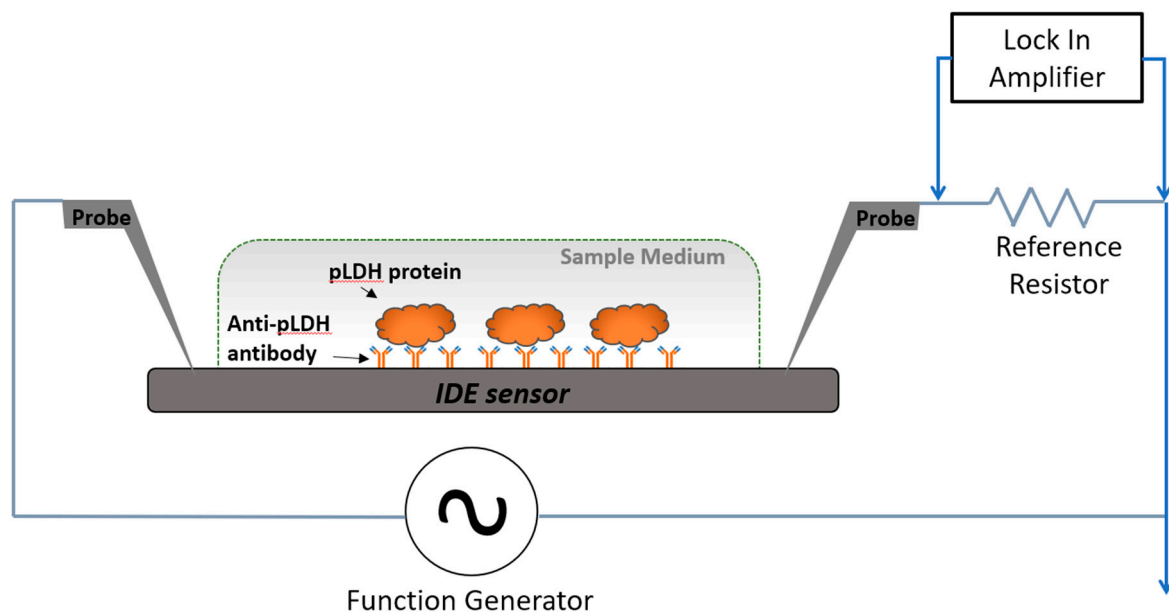 Lock In
Amplifier
Probe
Probe
Sample Medium
pLDH protein
Reference
Resistor
Anti-pLDH
antibody
IDE sensor
Function Generator